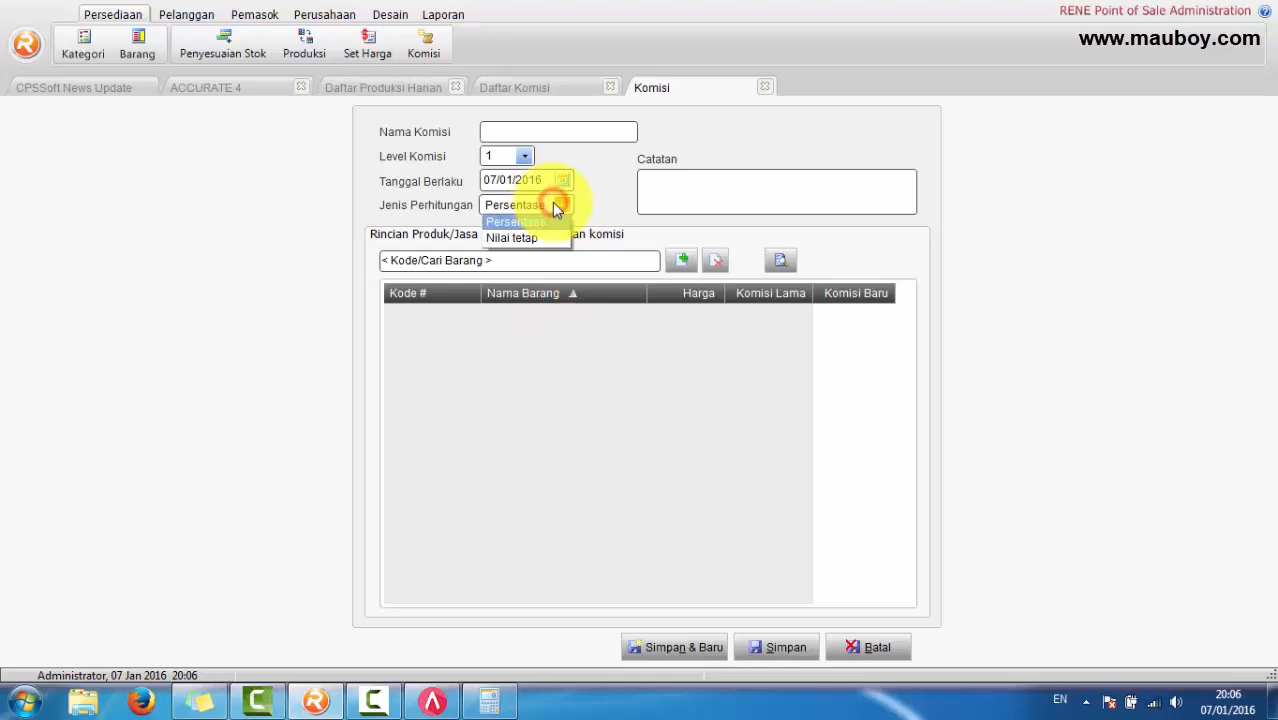 Persediaan Pelanggan Pemasok Perusahaan Desain Laporan
RENE Point of Sale Administration
www.mauboy.com
Kategori Barang Penyesuaian Stok Produksi Set Harga Komisi
CPSSoft News Update ACCURATE 4 Daftar Produksi Harian Daftar Komisi Komisi
Nama Komisi
Level Komisi 1
Catatan
Tanggal Berlaku 07/01/2016
Jenis Perhitungan Persentase
Persentase
Nilai tetap
Rincian Produk/Jasa an komisi
< Kode/Cari Barang >
Kode # Nama Barang Harga Komisi Lama Komisi Baru
Simpan & Baru Simpan Batal
Administrator, 07 Jan 2016 20:06
EN
20:06
07/01/2016